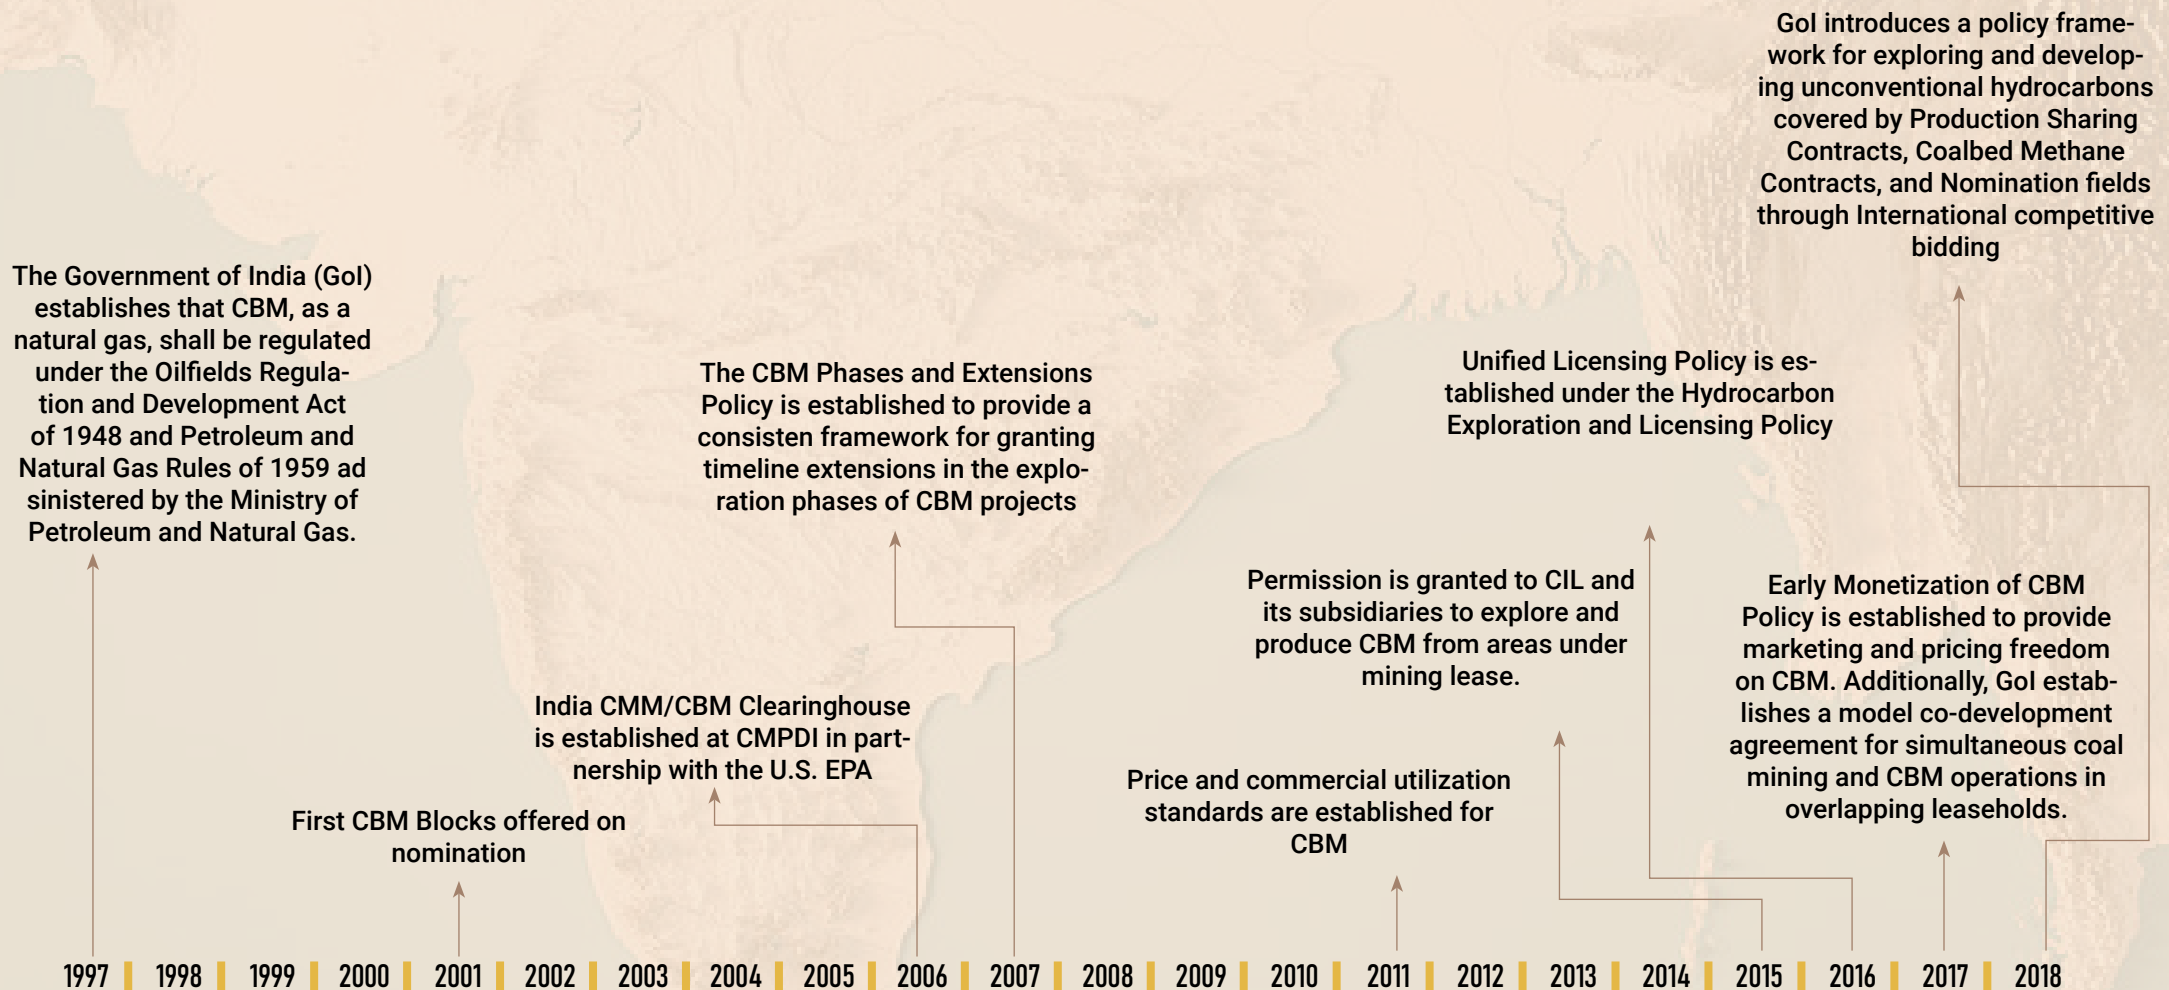 The Government of India (GoI)
establishes that CBM, as a
natural gas, shall be regulated
under the Oilfields Regula-
tion and Development Act
of 1948 and Petroleum and
Natural Gas Rules of 1959 ad
sinistered by the Ministry of
Petroleum and Natural Gas.
First CBM Blocks offered on
nomination
India CMM/CBM Clearinghouse
is established at CMPDI in part-
nership with the U.S. EPA
The CBM Phases and Extensions
Policy is established to provide a
consisten framework for granting
timeline extensions in the explo-
ration phases of CBM projects
Price and commercial utilization
standards are established for
CBM
Permission is granted to CIL and
its subsidiaries to explore and
produce CBM from areas under
mining lease.
Unified Licensing Policy is es-
tablished under the Hydrocarbon
Exploration and Licensing Policy
Early Monetization of CBM
Policy is established to provide
marketing and pricing freedom
on CBM. Additionally, GoI estab-
lishes a model co-development
agreement for simultaneous coal
mining and CBM operations in
overlapping leaseholds.
GoI introduces a policy frame-
work for exploring and develop-
ing unconventional hydrocarbons
covered by Production Sharing
Contracts, Coalbed Methane
Contracts, and Nomination fields
through International competitive
bidding
1997 1998 1999 2000 2001 2002 2003 2004 2005 2006 2007 2008 2009 2010 2011 2012 2013 2014 2015 2016 2017 2018